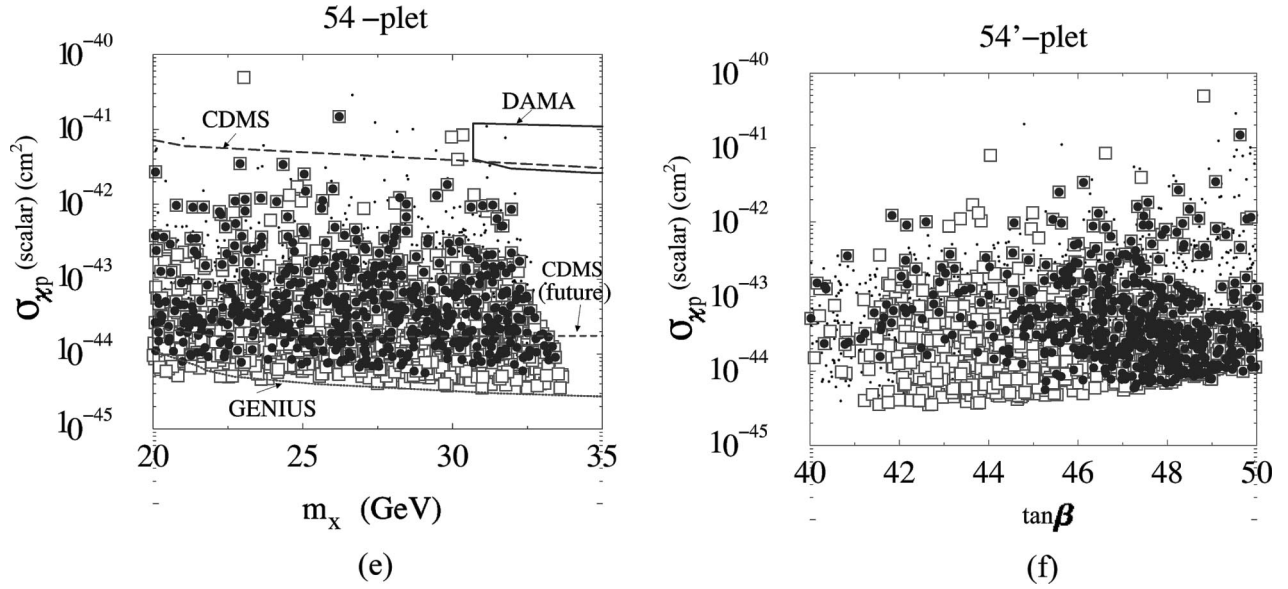 54 –plet
σχp (scalar) (cm²)
10⁻⁴⁰
10⁻⁴¹
10⁻⁴²
10⁻⁴³
10⁻⁴⁴
10⁻⁴⁵
CDMS
DAMA
CDMS
(future)
GENIUS
20
25
30
35
mx (GeV)
(e)
54’–plet
σχp (scalar) (cm²)
10⁻⁴⁰
10⁻⁴¹
10⁻⁴²
10⁻⁴³
10⁻⁴⁴
10⁻⁴⁵
40
42
44
46
48
50
tanβ
(f)